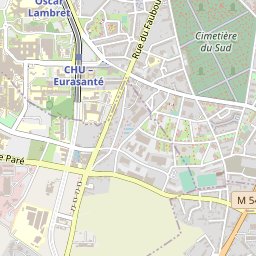 Oscar
Lambret
Rue du Faubou
Cimetière
du Sud
CHU –
Eurasanté
e Paré
M 54